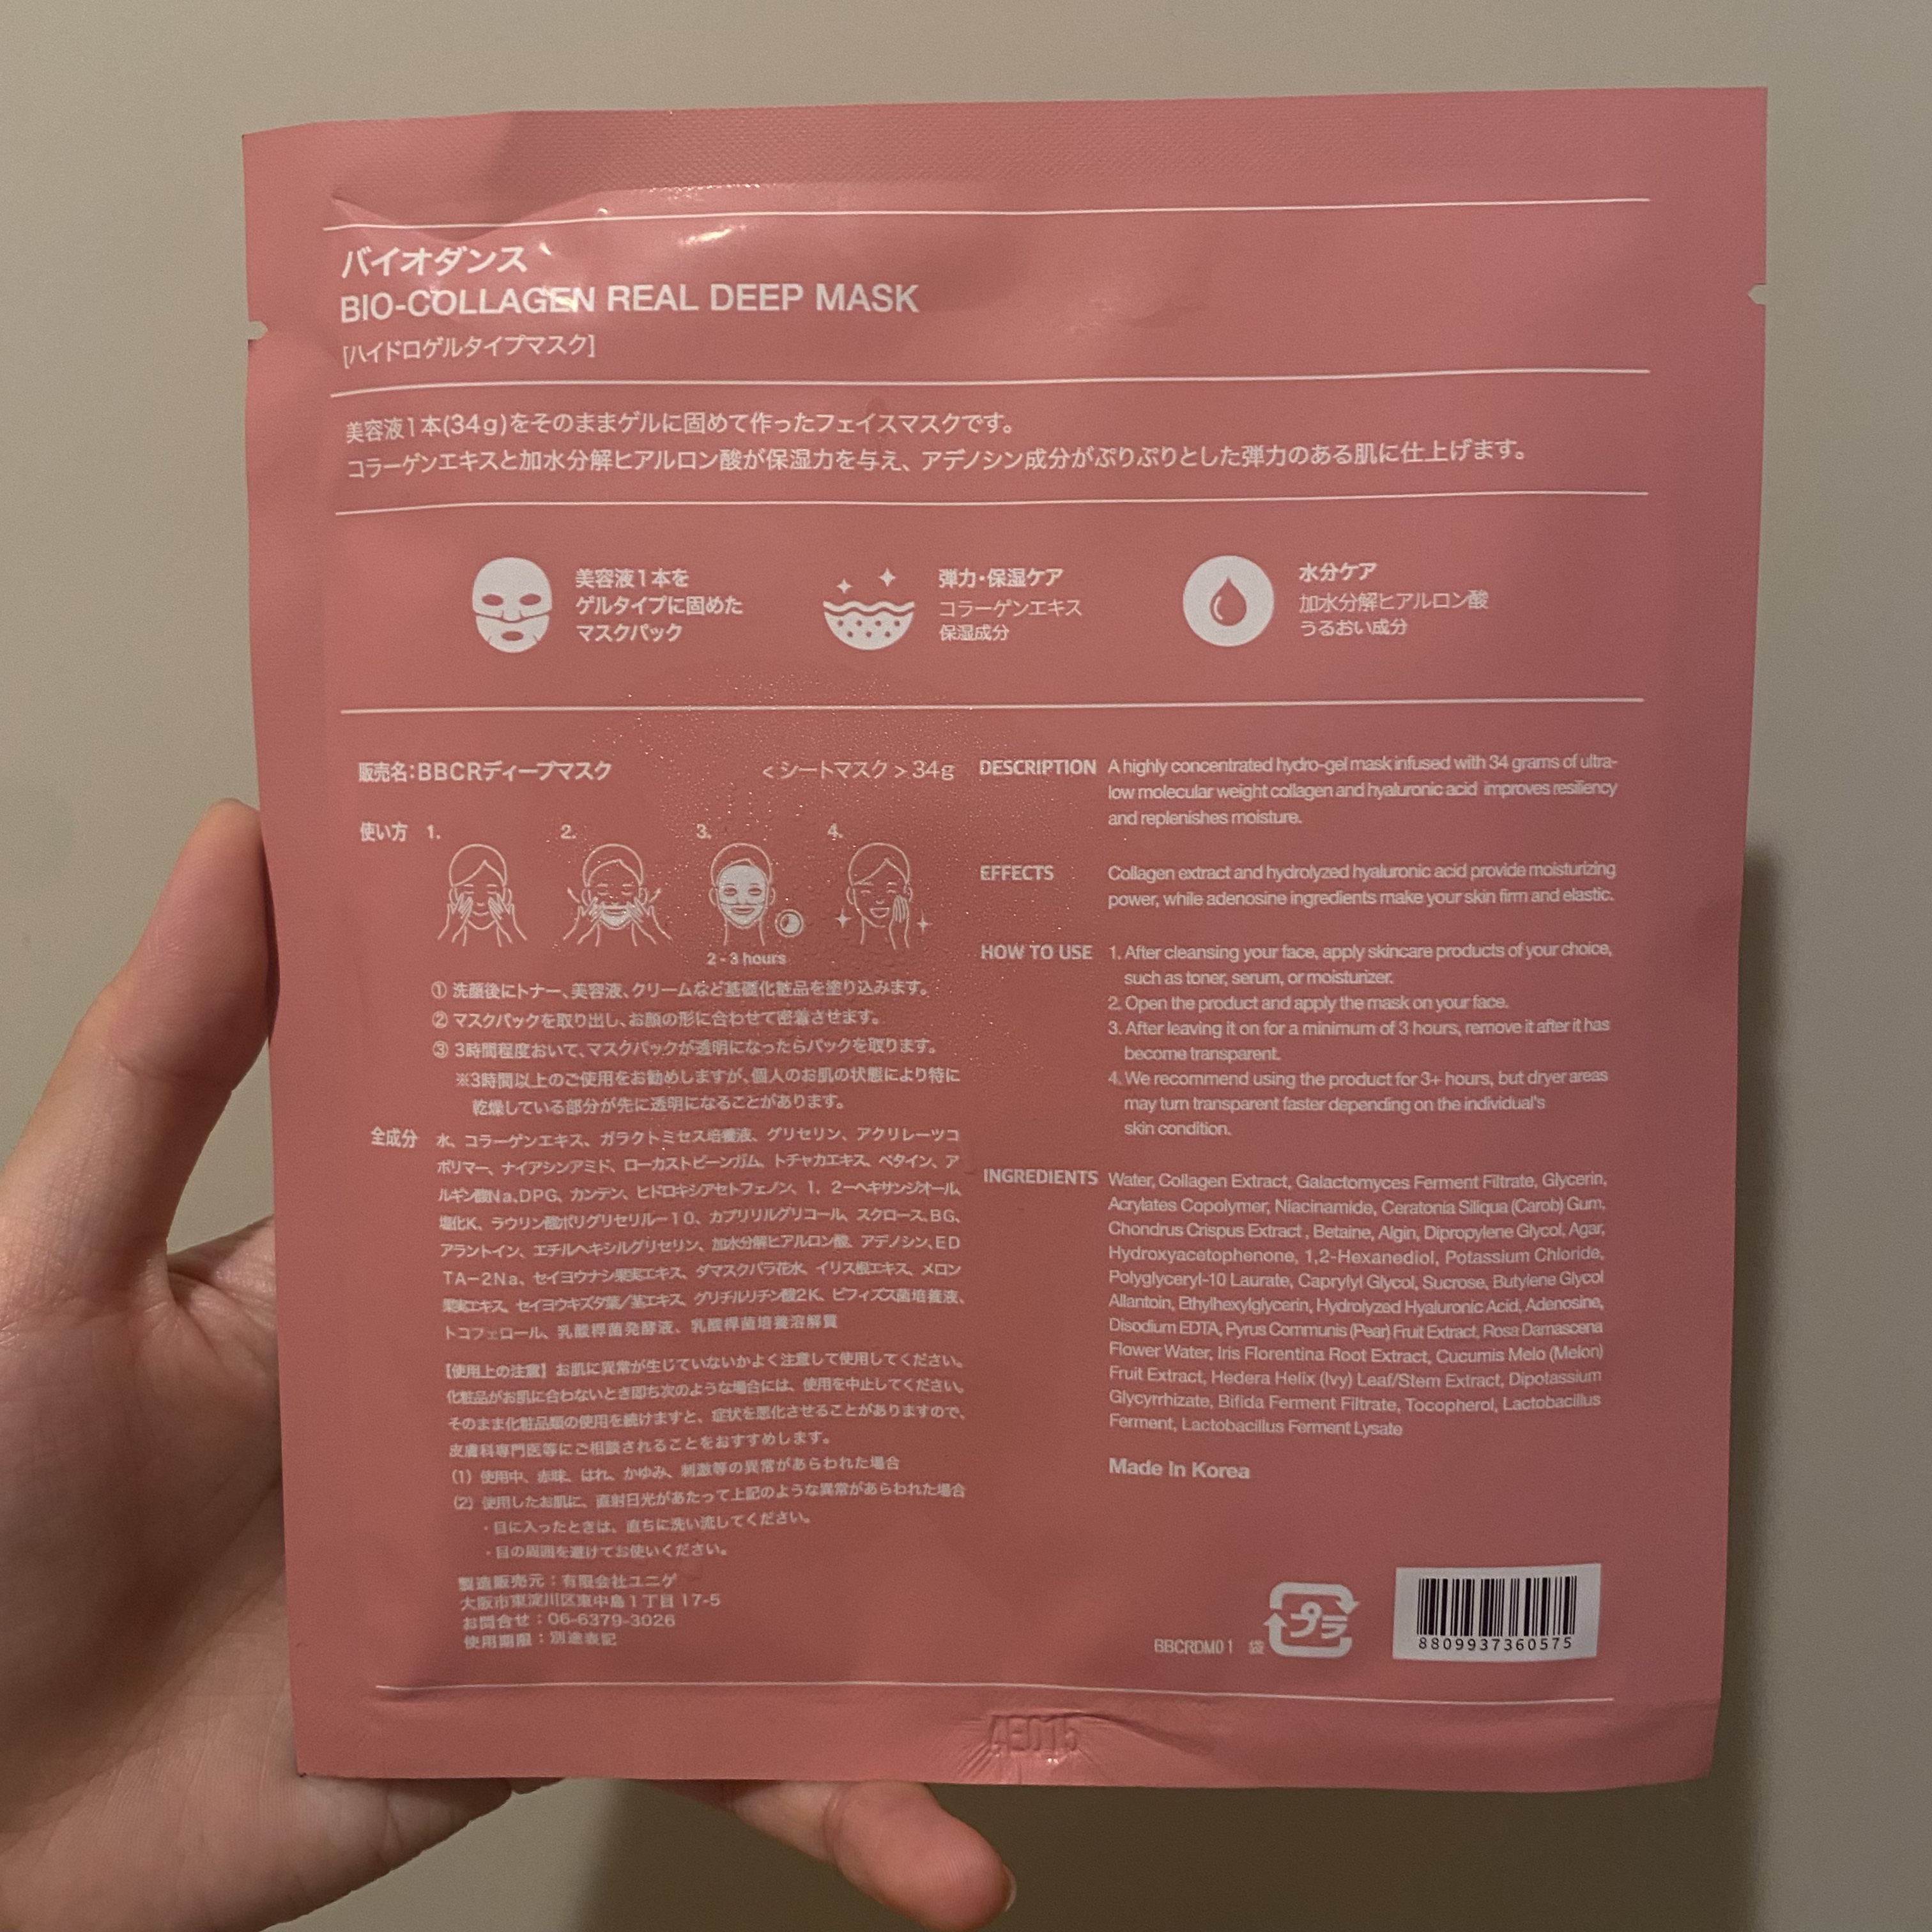 バイオダンス
BIO-COLLAGEN REAL DEEP MASK
[ハイドロゲルタイプマスク]
美容液1本(34g)をそのままゲルに固めて作ったフェイスマスクです。
コラーゲンエキスと加水分解ヒアルロン酸が保湿力を与え、アデノシン成分がぷりぷりとした弾力のある肌に仕上げます。
美容液1本を
ゲルタイプに固めた
マスクパック
弾力・保湿ケア
コラーゲンエキス
保湿成分
水分ケア
加水分解ヒアルロン酸
うるおい成分
販売名:BBCRディープマスク <シートマスク>34g
使い方 1. 2. 3. 4.
2-3 hours
① 洗顔後にトナー、美容液、クリームなど基礎化粧品を塗り込みます。
② マスクパックを取り出し、お顔の形に合わせて密着させます。
③ 3時間程度おいて、マスクパックが透明になったらパックを取ります。
※3時間以上のご使用をお勧めしますが、個人のお肌の状態により特に
乾燥している部分が先に透明になることがあります。
全成分 水、コラーゲンエキス、ガラクトミセス培養液、グリセリン、アクリレーツコ
ポリマー、ナイアシンアミド、ローカストビーンガム、トチャカエキス、ベタイン、ア
ルギン酸Na、DPG、カンテン、ヒドロキシアセトフェノン、1，2-ヘキサンジオール、
塩化K、ラウリン酸ポリグリセリル-10、カプリリルグリコール、スクロース、BG、
アラントイン、エチルヘキシルグリセリン、加水分解ヒアルロン酸、アデノシン、ED
TA-2Na、セイヨウナシ果実エキス、ダマスクバラ花水、イリス根エキス、メロン
果実エキス、セイヨウキズタ葉/茎エキス、グリチルリチン酸2K、ビフィズス菌培養液、
トコフェロール、乳酸桿菌発酵液、乳酸桿菌培養溶解質
【使用上の注意】お肌に異常が生じていないかよく注意して使用してください。
化粧品がお肌に合わないとき即ち次のような場合には、使用を中止してください。
そのまま化粧品類の使用を続けますと、症状を悪化させることがありますので、
皮膚科専門医等にご相談されることをおすすめします。
(1) 使用中、赤味、はれ、かゆみ、刺激等の異常があらわれた場合
(2) 使用したお肌に、直射日光があたって上記のような異常があらわれた場合
・目に入ったときは、直ちに洗い流してください。
・目の周囲を避けてお使いください。
製造販売元：有限会社ユニゲ
大阪市東淀川区東中島1丁目17-5
お問合せ：06-6379-3026
使用期限：別途表記
DESCRIPTION A highly concentrated hydro-gel mask infused with 34 grams of ultra-
low molecular weight collagen and hyaluronic acid improves resiliency
and replenishes moisture.
EFFECTS Collagen extract and hydrolyzed hyaluronic acid provide moisturizing
power, while adenosine ingredients make your skin firm and elastic.
HOW TO USE 1. After cleansing your face, apply skincare products of your choice,
such as toner, serum, or moisturizer.
2. Open the product and apply the mask on your face.
3. After leaving it on for a minimum of 3 hours, remove it after it has
become transparent.
4. We recommend using the product for 3+ hours, but dryer areas
may turn transparent faster depending on the individual's
skin condition.
INGREDIENTS Water, Collagen Extract, Galactomyces Ferment Filtrate, Glycerin,
Acrylates Copolymer, Niacinamide, Ceratonia Siliqua (Carob) Gum,
Chondrus Crispus Extract , Betaine, Algin, Dipropylene Glycol, Agar,
Hydroxyacetophenone, 1,2-Hexanediol, Potassium Chloride,
Polyglyceryl-10 Laurate, Caprylyl Glycol, Sucrose, Butylene Glycol
Allantoin, Ethylhexylglycerin, Hydrolyzed Hyaluronic Acid, Adenosine,
Disodium EDTA, Pyrus Communis (Pear) Fruit Extract, Rosa Damascena
Flower Water, Iris Florentina Root Extract, Cucumis Melo (Melon)
Fruit Extract, Hedera Helix (Ivy) Leaf/Stem Extract, Dipotassium
Glycyrrhizate, Bifida Ferment Filtrate, Tocopherol, Lactobacillus
Ferment, Lactobacillus Ferment Lysate
Made In Korea
BBCRDM01 袋 プラ
8809937360575